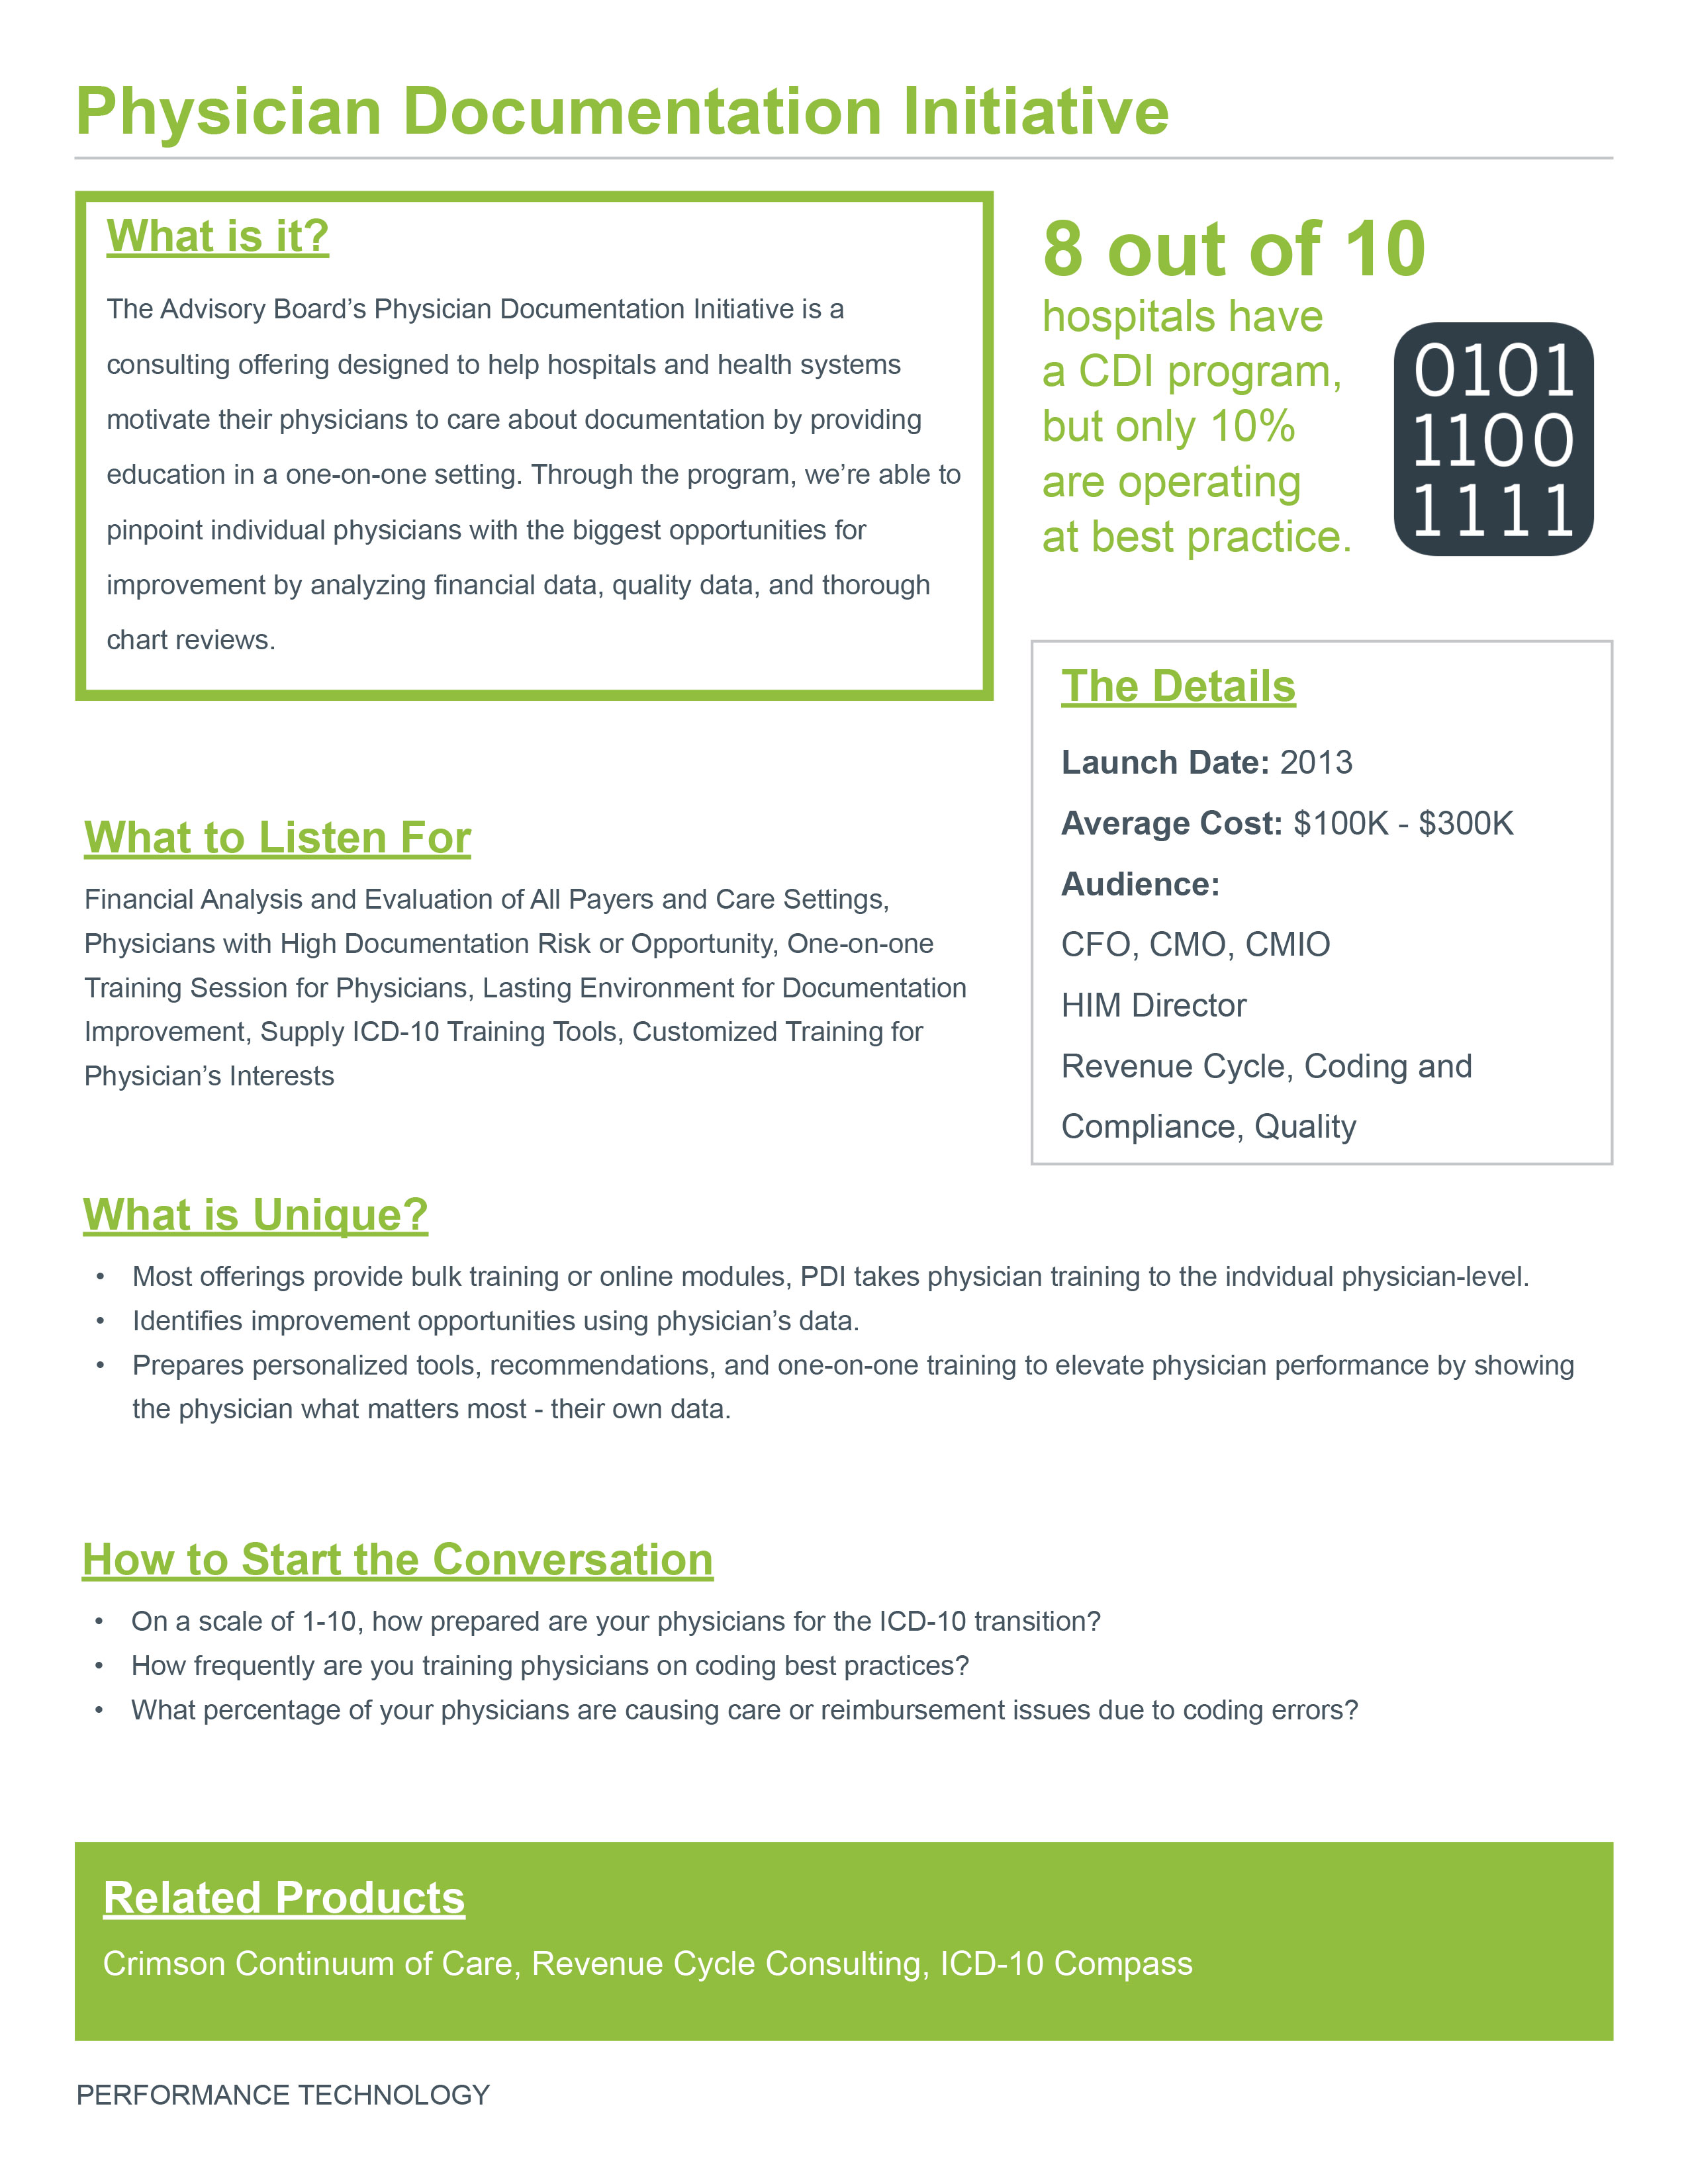 Physician Documentation Initiative
What is it?
The Advisory Board’s Physician Documentation Initiative is a
consulting offering designed to help hospitals and health systems
motivate their physicians to care about documentation by providing
education in a one-on-one setting. Through the program, we’re able to
pinpoint individual physicians with the biggest opportunities for
improvement by analyzing financial data, quality data, and thorough
chart reviews.
8 out of 10
hospitals have
a CDI program,
but only 10%
are operating
at best practice.
0101
1100
1111
The Details
Launch Date: 2013
Average Cost: $100K - $300K
Audience:
CFO, CMO, CMIO
HIM Director
Revenue Cycle, Coding and
Compliance, Quality
What to Listen For
Financial Analysis and Evaluation of All Payers and Care Settings,
Physicians with High Documentation Risk or Opportunity, One-on-one
Training Session for Physicians, Lasting Environment for Documentation
Improvement, Supply ICD-10 Training Tools, Customized Training for
Physician’s Interests
What is Unique?
• Most offerings provide bulk training or online modules, PDI takes physician training to the indvidual physician-level.
• Identifies improvement opportunities using physician’s data.
• Prepares personalized tools, recommendations, and one-on-one training to elevate physician performance by showing
the physician what matters most - their own data.
How to Start the Conversation
• On a scale of 1-10, how prepared are your physicians for the ICD-10 transition?
• How frequently are you training physicians on coding best practices?
• What percentage of your physicians are causing care or reimbursement issues due to coding errors?
Related Products
Crimson Continuum of Care, Revenue Cycle Consulting, ICD-10 Compass
PERFORMANCE TECHNOLOGY